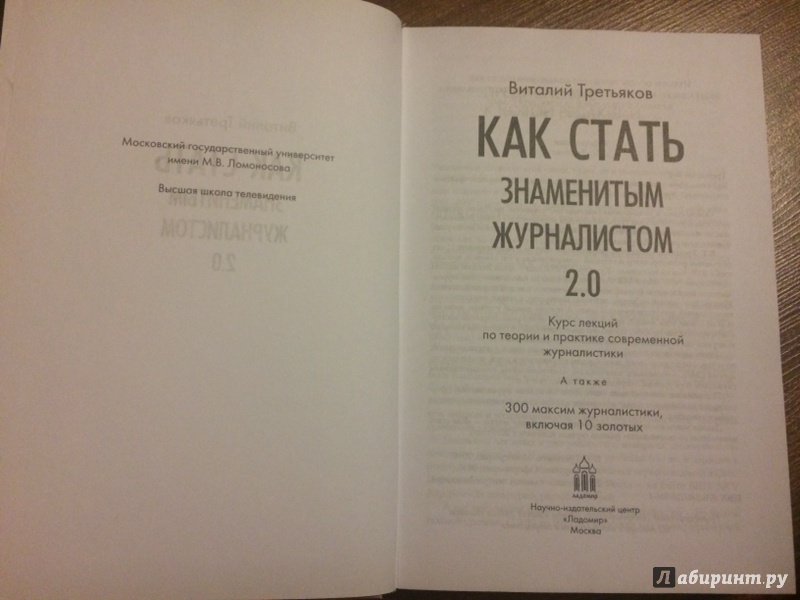 Московский государственный университет
имени М.В. Ломоносова
Высшая школа телевидения
Виталий Третьяков
КАК СТАТЬ
ЗНАМЕНИТЫМ
ЖУРНАЛИСТОМ
2.0
Курс лекций
по теории и практике современной
журналистики
А также
300 максим журналистики,
включая 10 золотых
ЛАДОМИР
Научно-издательский центр
«Ладомир»
Москва
Лабиринт.ру